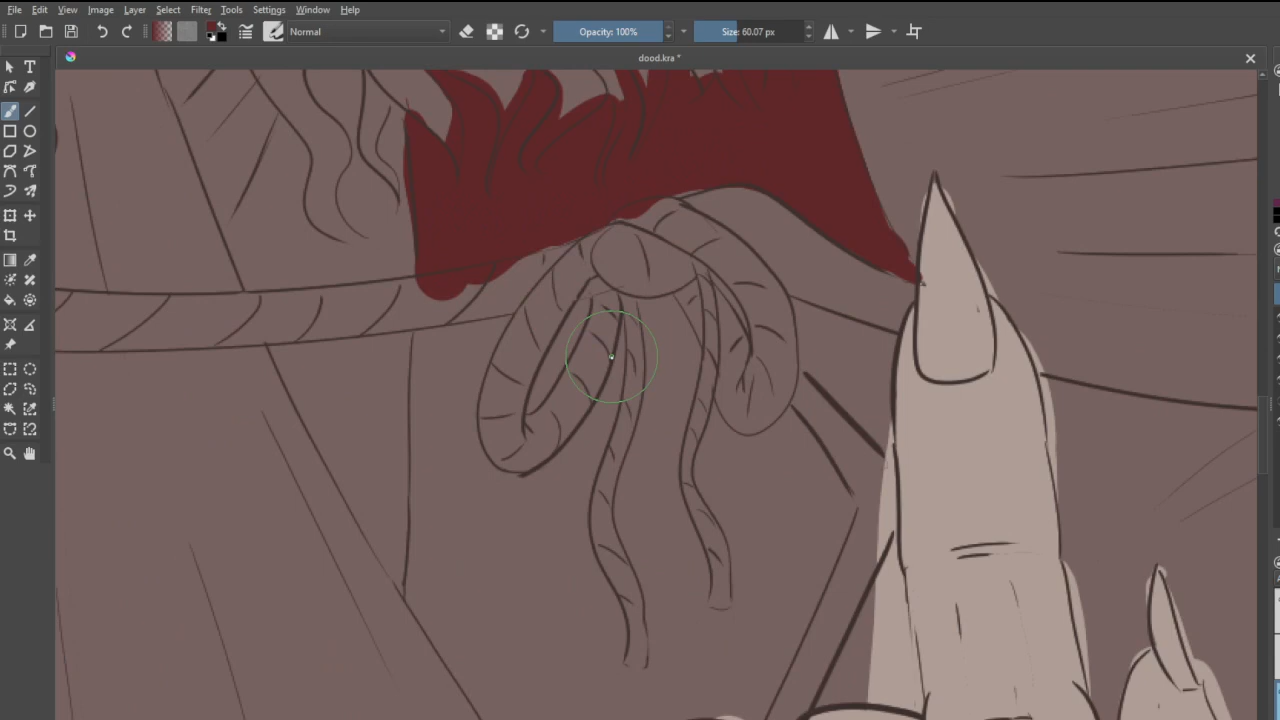 File Edit View Image Layer Select Filter Tools Settings Window Help
Normal Opacity: 100% Size: 60.07 px
dood.kra *